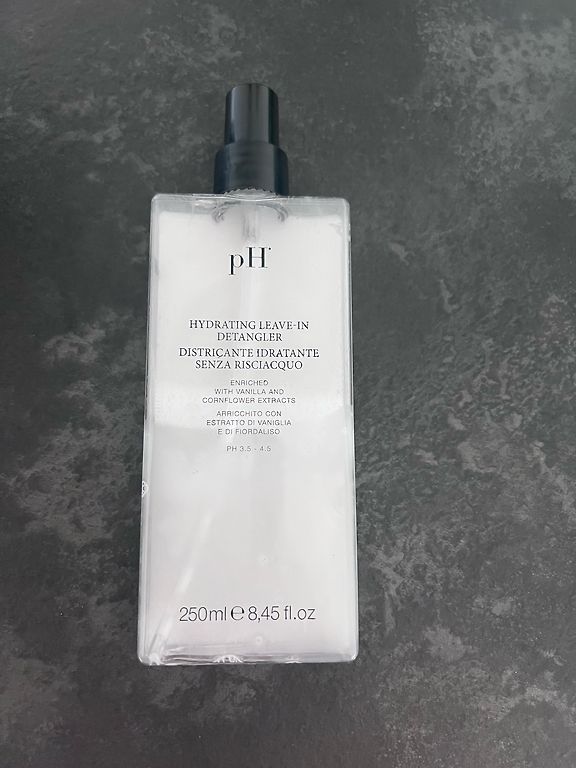 pH
HYDRATING LEAVE-IN
DETANGLER
DISTRICANTE IDRATANTE
SENZA RISCIACQUO
ENRICHED
WITH VANILLA AND
CORNFLOWER EXTRACTS
ARRICCHITO CON
ESTRATTO DI VANIGLIA
E DI FIORDALISO
PH 3.5 - 4.5
250ml ℮ 8,45 fl.oz